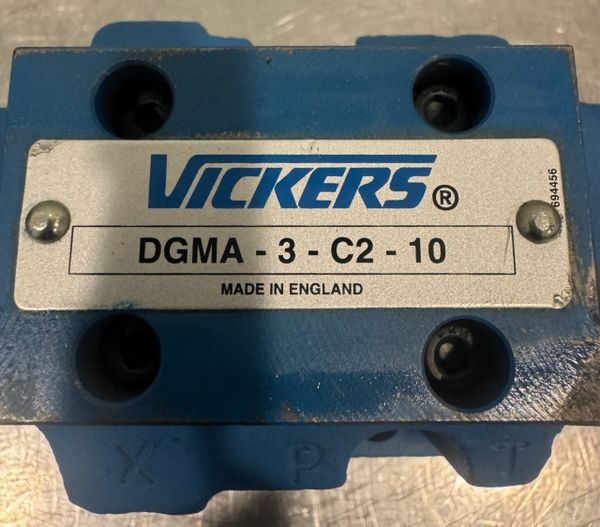 VICKERS®
DGMA - 3 - C2 - 10
MADE IN ENGLAND
694456
X P T